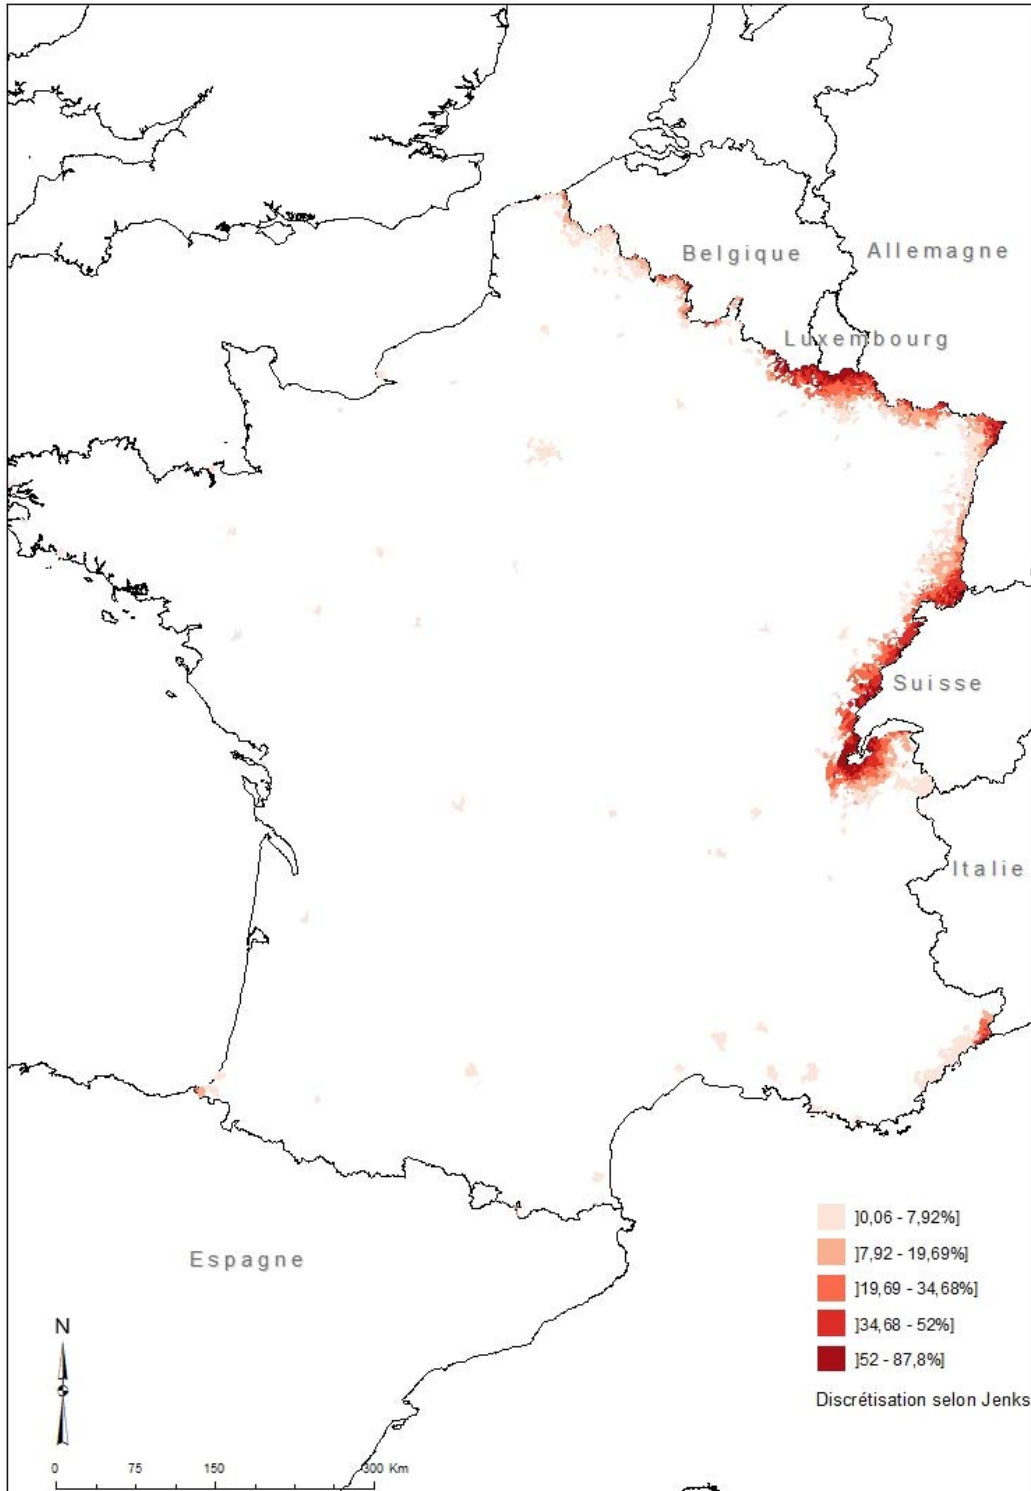 Belgique
Allemagne
Luxembourg
Suisse
Italie
Espagne
]0,06 - 7,92%]
]7,92 - 19,69%]
]19,69 - 34,68%]
]34,68 - 52%]
]52 - 87,8%]
Discrétisation selon Jenks
N
0 75 150 300 Km